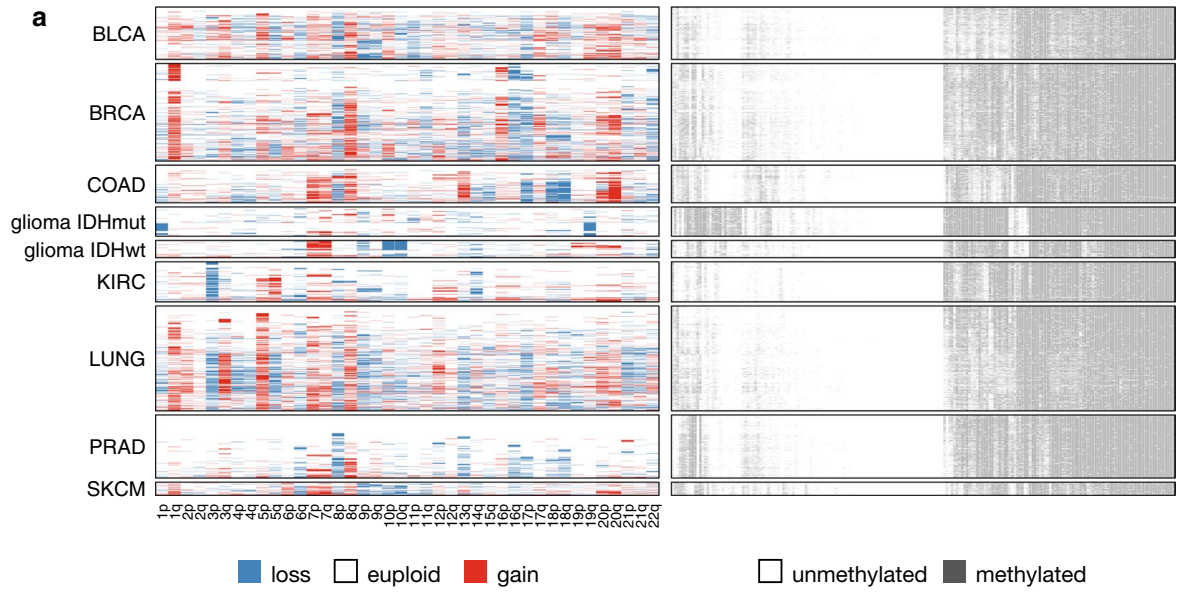 a
BLCA
BRCA
COAD
glioma IDHmut
glioma IDHwt
KIRC
LUNG
PRAD
SKCM
1p 1q 2p 2q 3p 3q 4p 4q 5p 5q 6p 6q 7p 7q 8p 8q 9p 9q 10p 10q 11p 11q 12p 12q 13q 14q 15q 16p 16q 17p 17q 18p 18q 19p 19q 20p 20q 21p 21q 22q
loss euploid gain
unmethylated methylated